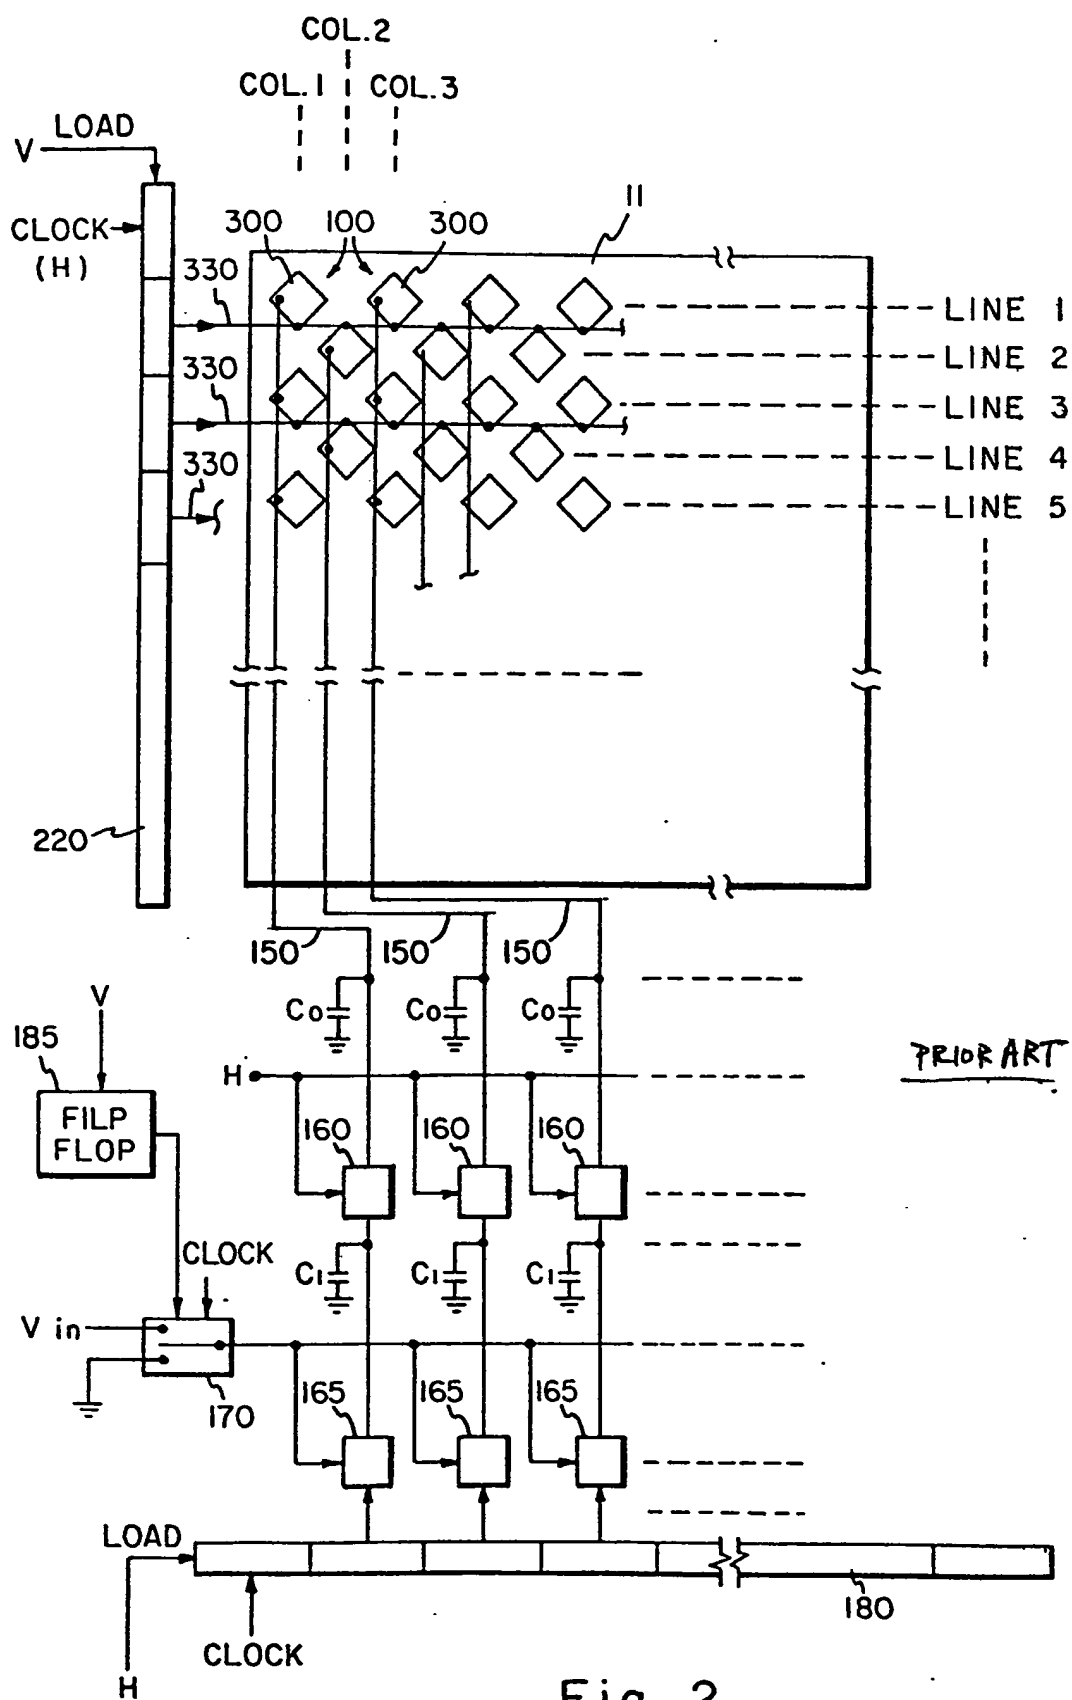 COL.2
COL.1 COL.3
LOAD
V
CLOCK
(H)
300 100 300 11
330
LINE 1
LINE 2
330
LINE 3
LINE 4
330
LINE 5
220
150 150 150
Co Co Co
V
185
PRIOR ART
H
FILP
FLOP
160 160 160
CLOCK
C1 C1 C1
V in
170
165 165 165
LOAD
180
CLOCK
H
Fig. 2